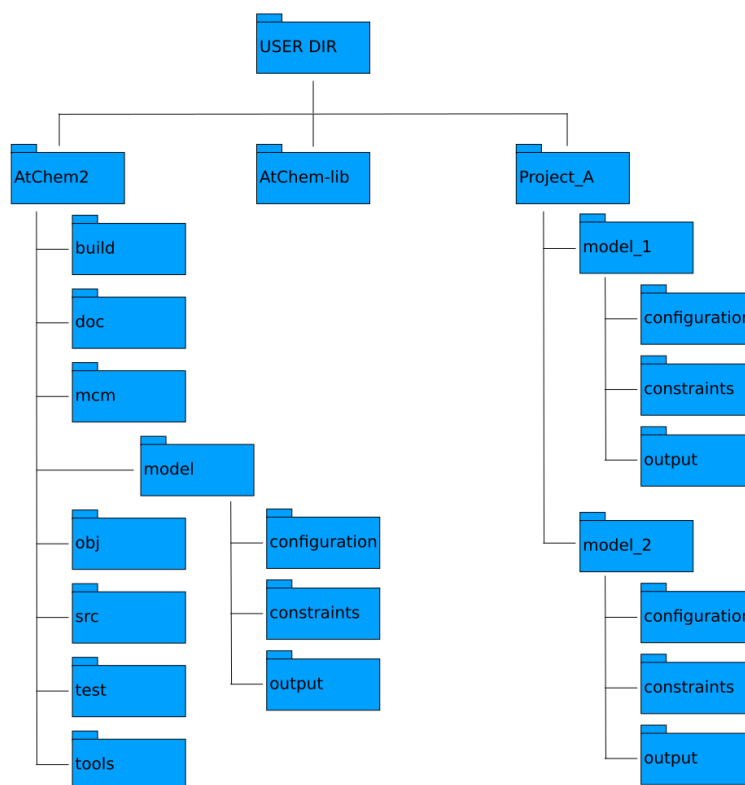 USER DIR
AtChem2
AtChem-lib
Project_A
build
doc
mcm
model
configuration
constraints
output
obj
src
test
tools
model_1
configuration
constraints
output
model_2
configuration
constraints
output